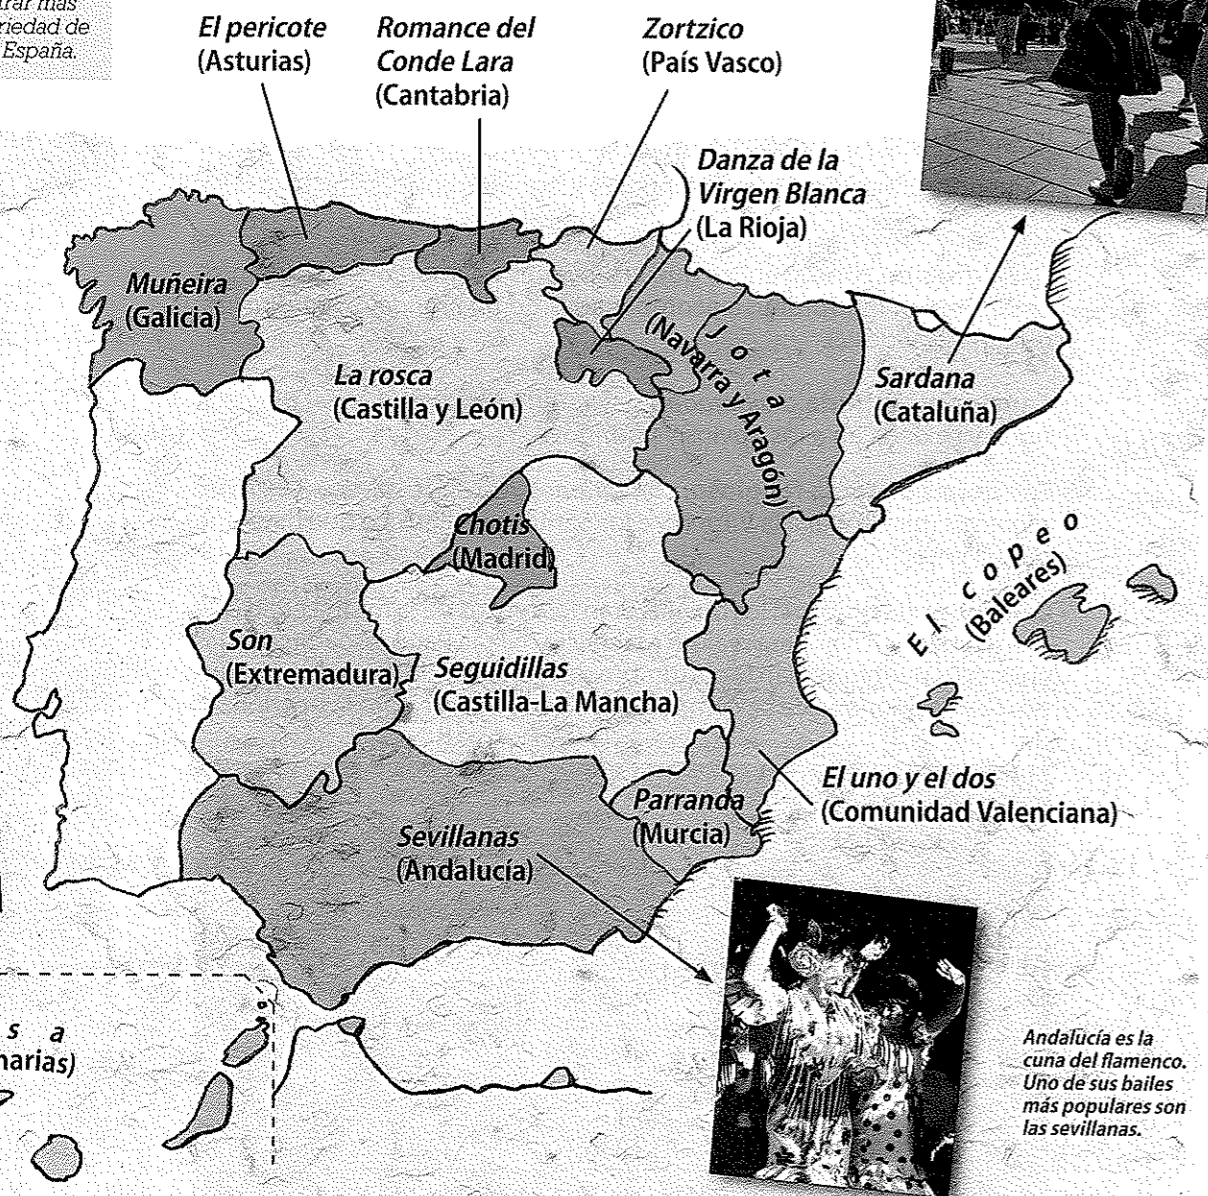 más
de
España.
El pericote
(Asturias)
Romance del
Conde Lara
(Cantabria)
Zortzico
(País Vasco)
Danza de la
Virgen Blanca
(La Rioja)
Muñeira
(Galicia)
La rosca
(Castilla y León)
Jota
(Navarra y Aragón)
Sardana
(Cataluña)
Chotis
(Madrid)
El copeo
(Baleares)
Son
(Extremadura)
Seguidillas
(Castilla-La Mancha)
El uno y el dos
(Comunidad Valenciana)
Parranda
(Murcia)
Sevillanas
(Andalucía)
s a
narias)
Andalucía es la
cuna del flamenco.
Uno de sus bailes
más populares son
las sevillanas.